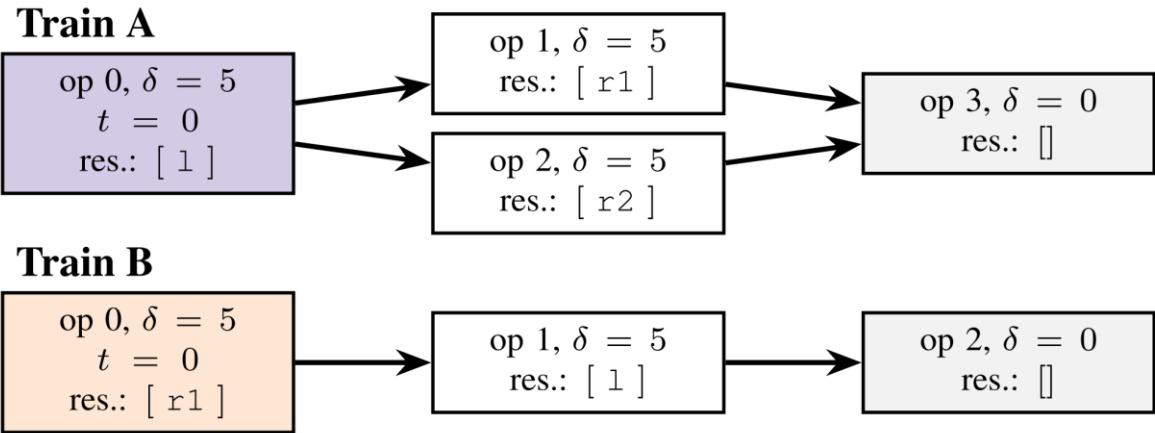 Train A
op 0, δ = 5
t = 0
res.: [ l ]
op 1, δ = 5
res.: [ r1 ]
op 2, δ = 5
res.: [ r2 ]
op 3, δ = 0
res.: []
Train B
op 0, δ = 5
t = 0
res.: [ r1 ]
op 1, δ = 5
res.: [ l ]
op 2, δ = 0
res.: []